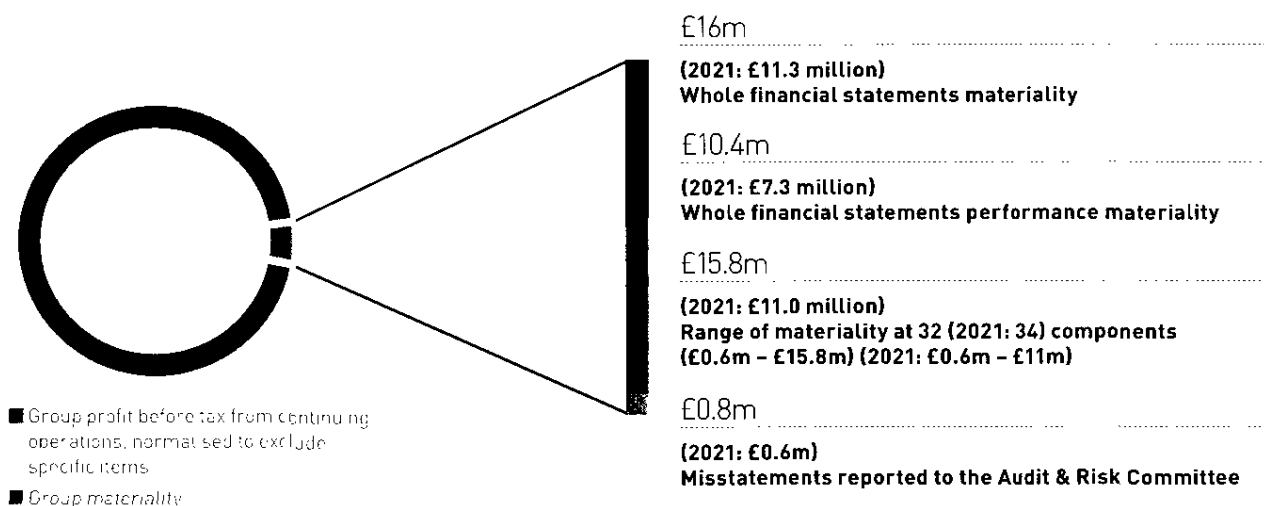 £16m
(2021: £11.3 million)
Whole financial statements materiality
£10.4m
(2021: £7.3 million)
Whole financial statements performance materiality
£15.8m
(2021: £11.0 million)
Range of materiality at 32 (2021: 34) components
(£0.6m – £15.8m) (2021: £0.6m – £11m)
£0.8m
(2021: £0.6m)
Misstatements reported to the Audit & Risk Committee
Group profit before tax from continuing
operations, normalised to exclude
specific items
Group materiality